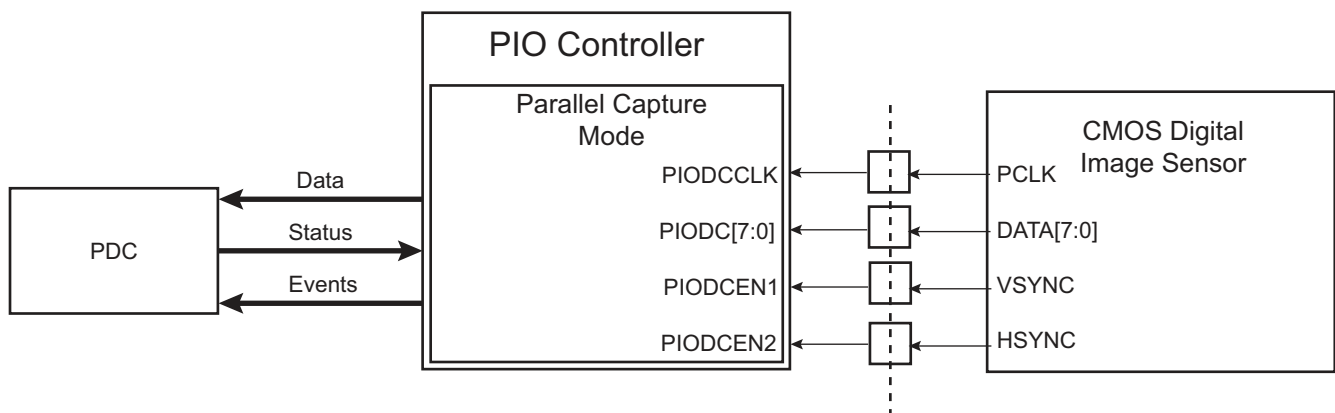 PIO Controller
Parallel Capture
Mode
CMOS Digital
Image Sensor
PDC
Data
Status
Events
PIODCCLK
PIODC[7:0]
PIODCEN1
PIODCEN2
PCLK
DATA[7:0]
VSYNC
HSYNC